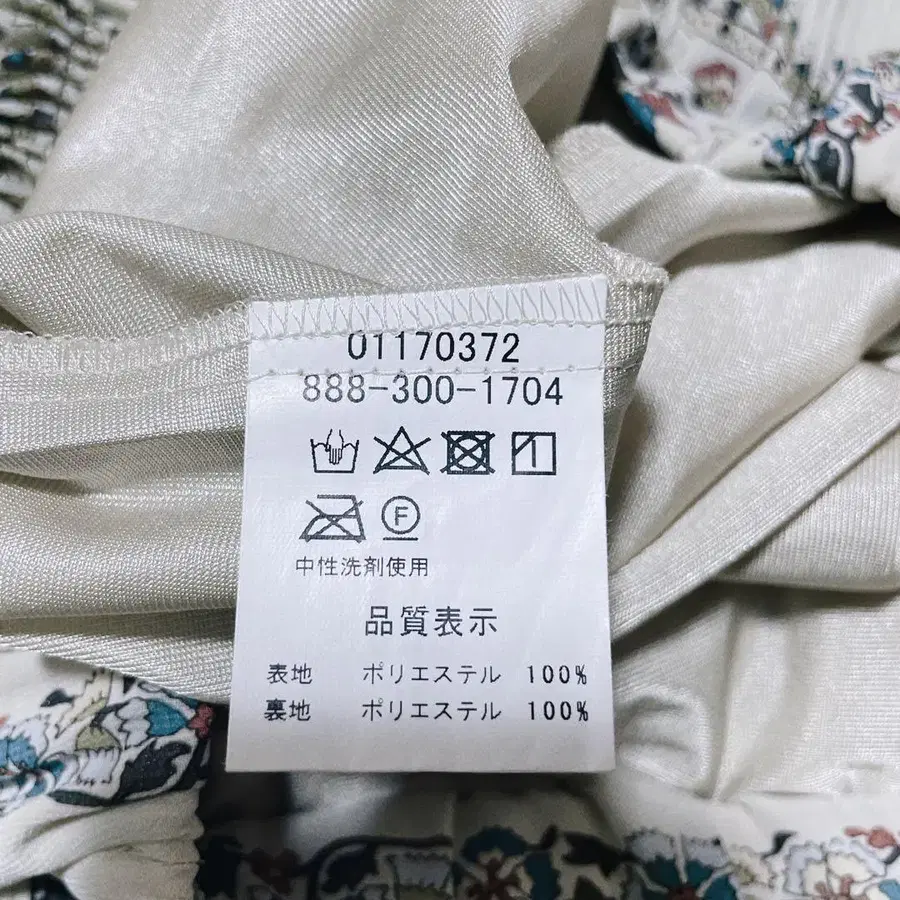 01170372
888-300-1704
F
中性洗剤使用
品質表示
表地 ポリエステル 100%
裏地 ポリエステル 100%